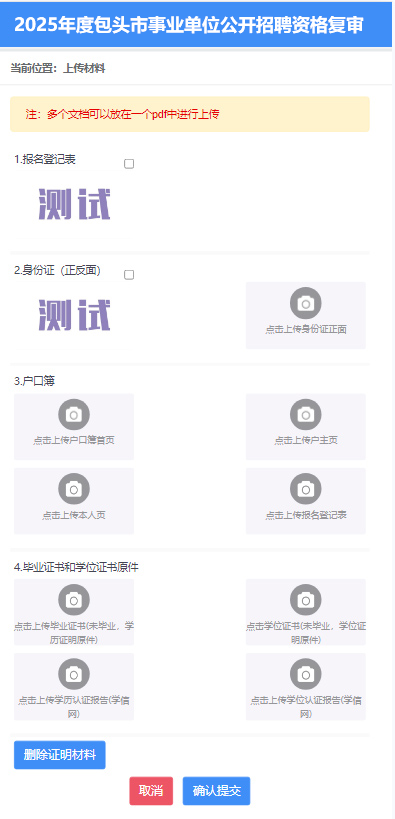 2025年度包头市事业单位公开招聘资格复审
当前位置：上传材料
注：多个文档可以放在一个pdf中进行上传
1.报名登记表
测试
2.身份证（正反面）
测试
点击上传身份证正面
3.户口簿
点击上传户口簿首页
点击上传户主页
点击上传本人页
点击上传报名登记表
4.毕业证书和学位证书原件
点击上传毕业证书(未毕业、学
历证明原件)
点击学位证书(未毕业、学位证
明原件)
点击上传学历认证报告(学信
网)
点击上传学位认证报告(学信
网)
删除证明材料
取消
确认提交